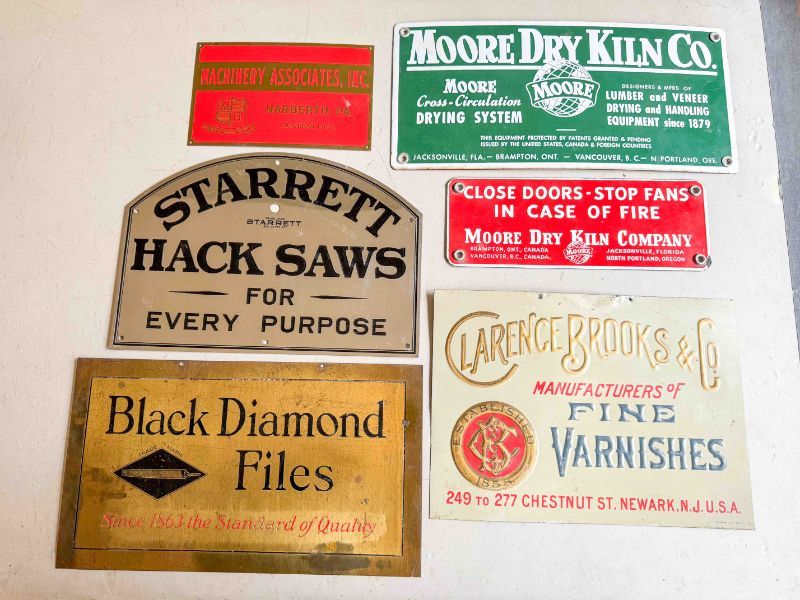 MACHINERY ASSOCIATES, INC.
NARBERTH PA.
MOORE DRY KILN CO.
MOORE
Cross-Circulation
DRYING SYSTEM
MOORE
DESIGNERS & MFRS. OF
LUMBER and VENEER
DRYING and HANDLING
EQUIPMENT since 1879
THIS EQUIPMENT PROTECTED BY PATENTS GRANTED & PENDING
ISSUED BY THE UNITED STATES, CANADA & FOREIGN COUNTRIES
JACKSONVILLE, FLA. — BRAMPTON, ONT. — VANCOUVER, B.C. — N. PORTLAND, ORE.
STARRETT
STARRETT
HACK SAWS
FOR
EVERY PURPOSE
CLOSE DOORS - STOP FANS
IN CASE OF FIRE
MOORE DRY KILN COMPANY
BRAMPTON, ONT., CANADA
VANCOUVER, B.C., CANADA
MOORE
JACKSONVILLE, FLORIDA
NORTH PORTLAND, OREGON
Black Diamond
Files
TRADE MARK
Since 1863 the Standard of Quality
CLARENCE BROOKS & CO.
MANUFACTURERS OF
FINE
VARNISHES
ESTABLISHED
1858
249 TO 277 CHESTNUT ST. NEWARK, N.J. U.S.A.